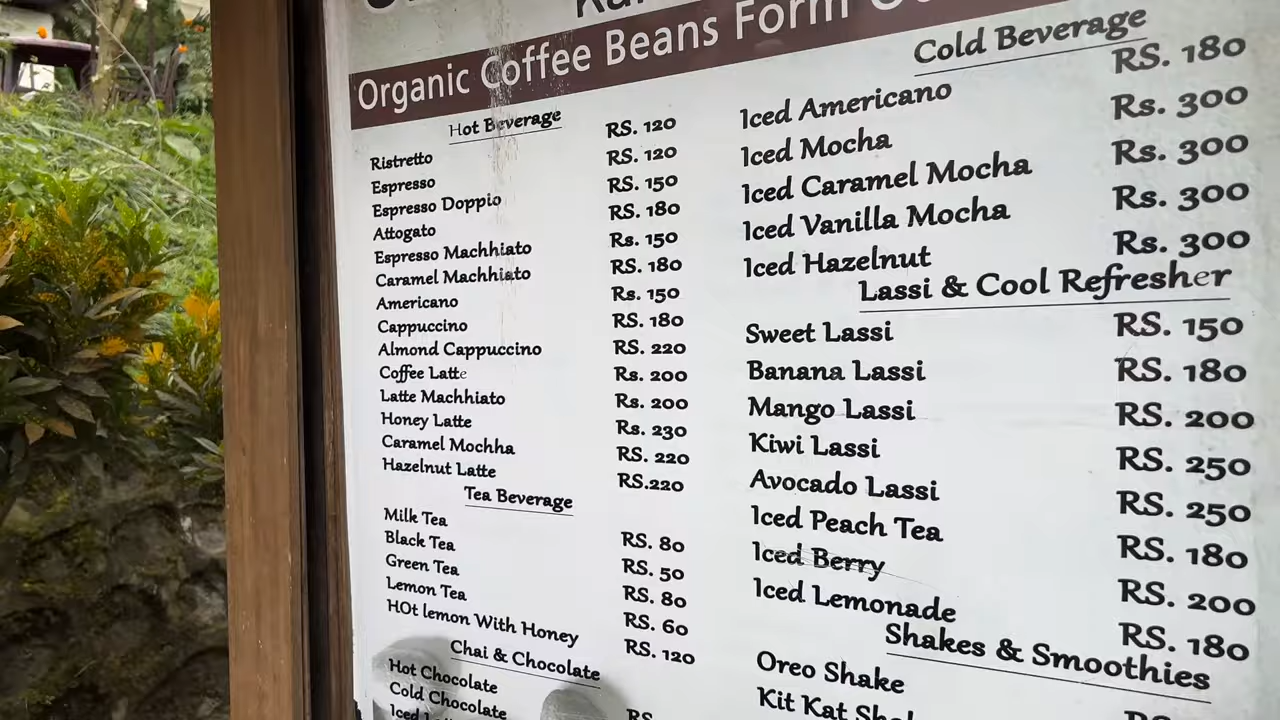 Organic Coffee Beans Form
Hot Beverage
Ristretto RS. 120
Espresso RS. 120
Espresso Doppio RS. 150
Attogato RS. 180
Espresso Machhiato Rs. 150
Caramel Machhiato RS. 180
Americano Rs. 150
Cappuccino RS. 180
Almond Cappuccino RS. 220
Coffee Latte Rs. 200
Latte Machhiato Rs. 200
Honey Latte Rs. 230
Caramel Mochha RS. 220
Hazelnut Latte RS.220
Tea Beverage
Milk Tea RS. 80
Black Tea RS. 50
Green Tea RS. 80
Lemon Tea RS. 60
HOt lemon With Honey RS. 120
Chai & Chocolate
Hot Chocolate RS.
Cold Chocolate
Iced
Cold Beverage
Iced Americano RS. 180
Iced Mocha Rs. 300
Iced Caramel Mocha Rs. 300
Iced Vanilla Mocha Rs. 300
Iced Hazelnut Rs. 300
Lassi & Cool Refresher
Sweet Lassi RS. 150
Banana Lassi RS. 180
Mango Lassi RS. 200
Kiwi Lassi RS. 250
Avocado Lassi RS. 250
Iced Peach Tea RS. 180
Iced Berry RS. 200
Iced Lemonade RS. 180
Shakes & Smoothies
Oreo Shake
Kit Kat